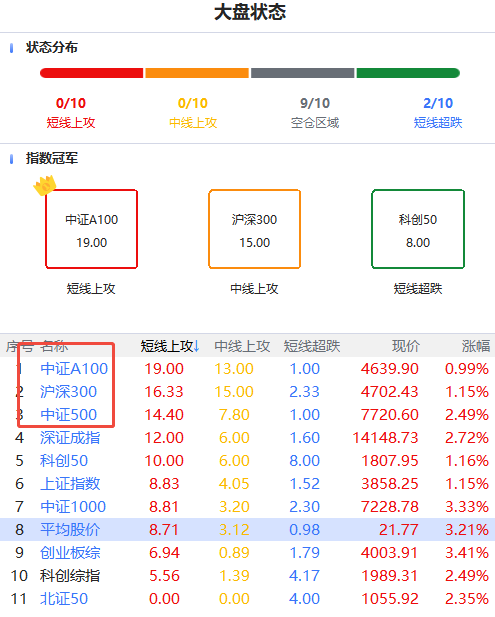 大盘状态
状态分布
0/10 0/10 9/10 2/10
短线上攻 中线上攻 空仓区域 短线超跌
指数冠军
中证A100 沪深300 科创50
19.00 15.00 8.00
短线上攻 中线上攻 短线超跌
序号 名称 短线上攻↓ 中线上攻 短线超跌 现价 涨幅
1 中证A100 19.00 13.00 1.00 4639.90 0.99%
2 沪深300 16.33 15.00 2.33 4702.43 1.15%
3 中证500 14.40 7.80 1.00 7720.60 2.49%
4 深证成指 12.00 6.00 1.60 14148.73 2.72%
5 科创50 10.00 6.00 8.00 1807.95 1.16%
6 上证指数 8.83 4.05 1.52 3858.25 1.15%
7 中证1000 8.81 3.20 2.30 7228.78 3.33%
8 平均股价 8.71 3.12 0.98 21.77 3.21%
9 创业板综 6.94 0.89 1.79 4003.91 3.41%
10 科创综指 5.56 1.39 4.17 1989.31 2.49%
11 北证50 0.00 0.00 4.00 1055.92 2.35%